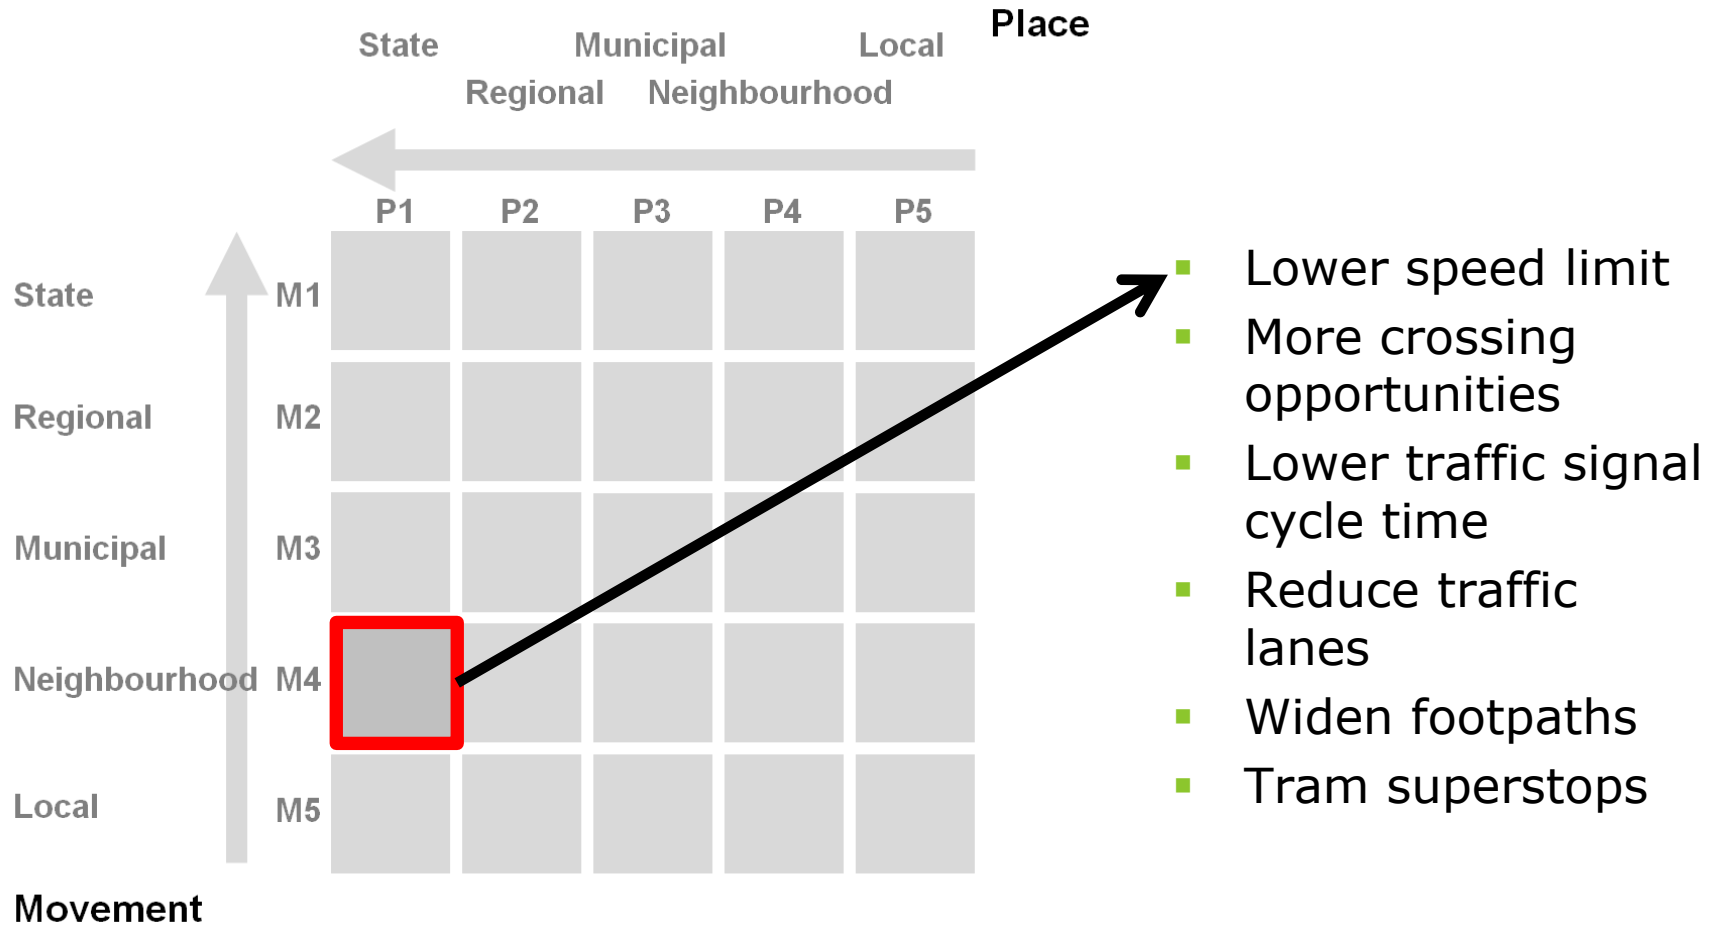 Place
State Municipal Local
Regional Neighbourhood
P1 P2 P3 P4 P5
State M1
Regional M2
Municipal M3
Neighbourhood M4
Local M5
Movement
▪ Lower speed limit
▪ More crossing
opportunities
▪ Lower traffic signal
cycle time
▪ Reduce traffic
lanes
▪ Widen footpaths
▪ Tram superstops